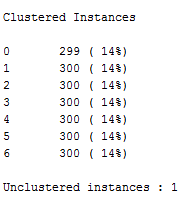 Clustered Instances
0 299 ( 14%)
1 300 ( 14%)
2 300 ( 14%)
3 300 ( 14%)
4 300 ( 14%)
5 300 ( 14%)
6 300 ( 14%)
Unclustered instances : 1